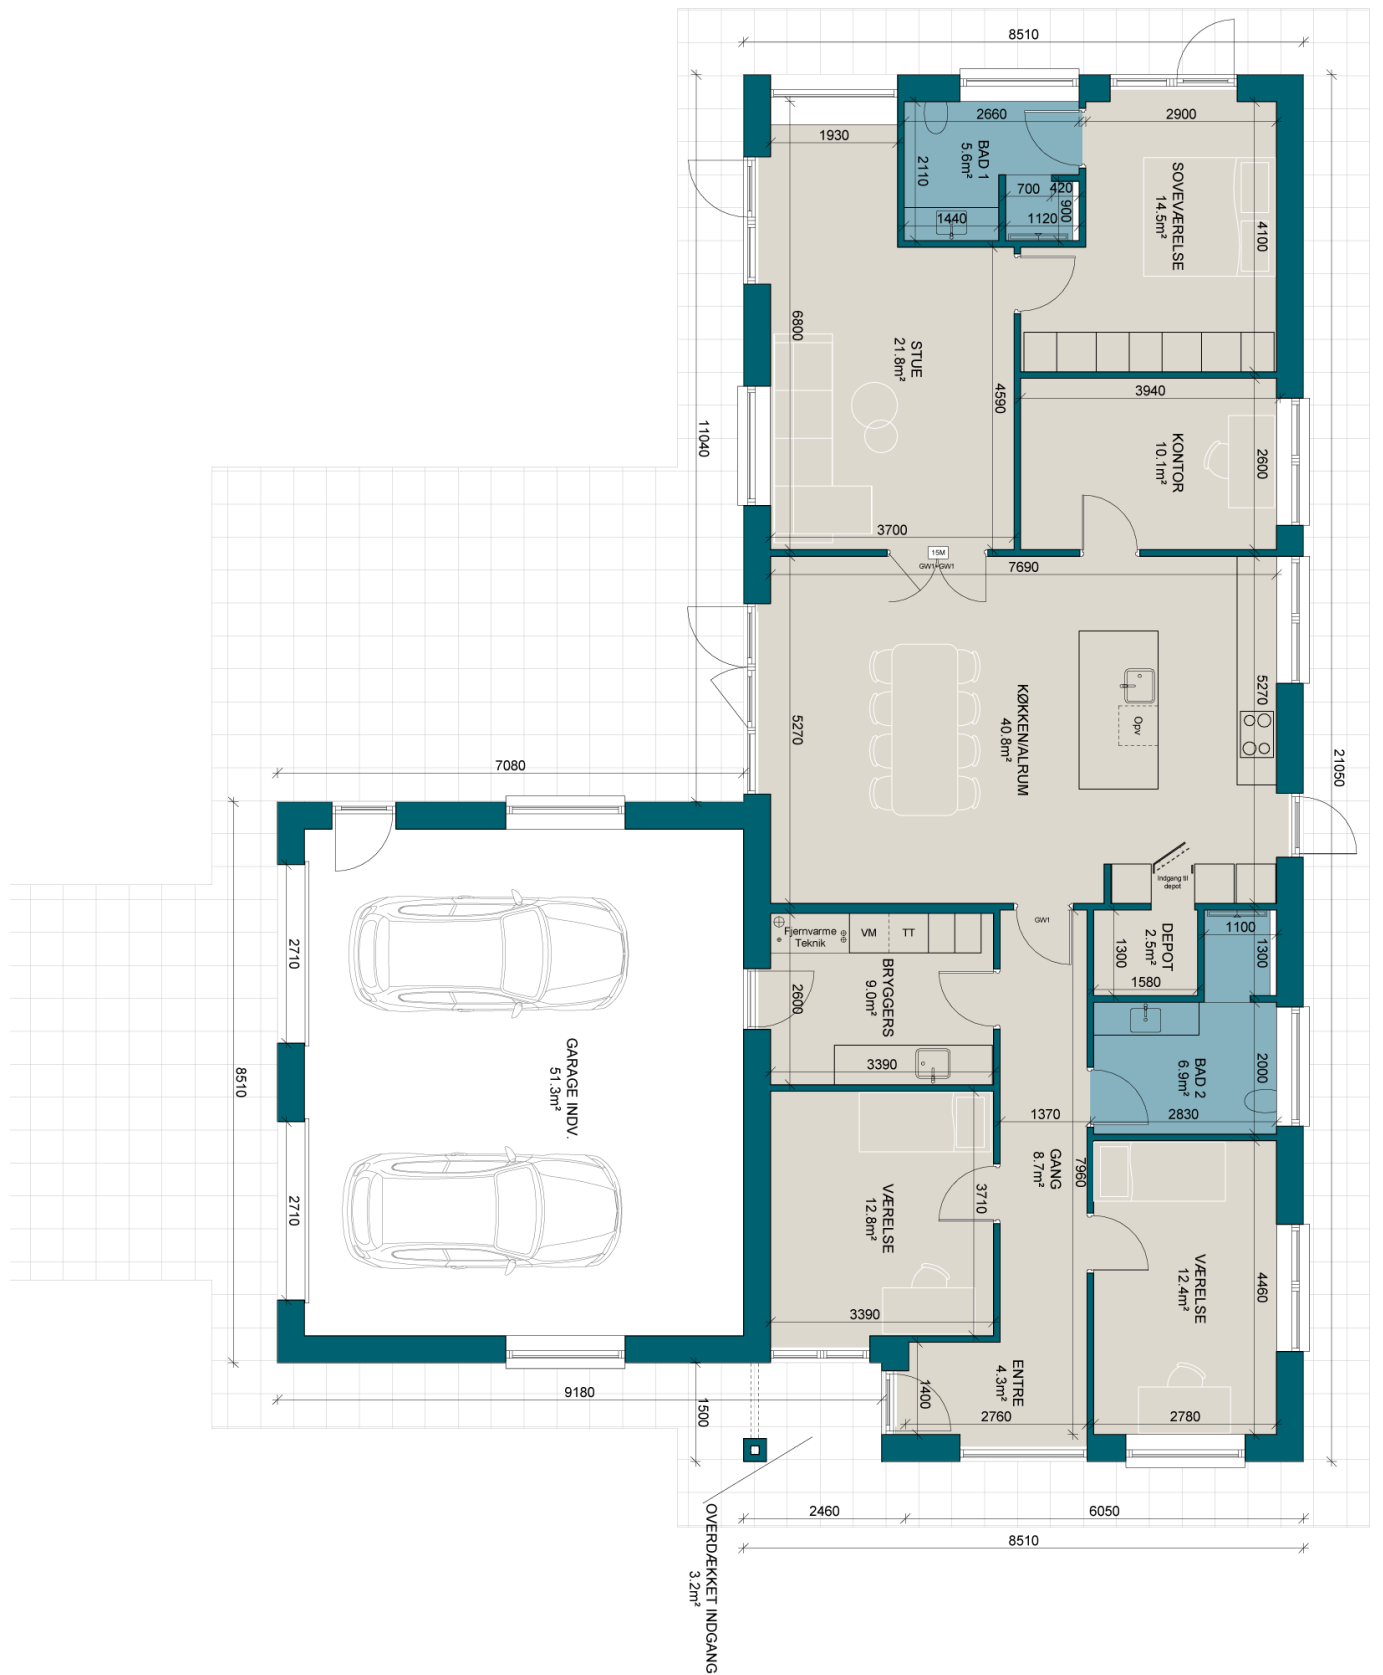 8510
1930
2660
2900
BAD 1
5.6m²
2110
700
420
900
1440
1120
SOVEVÆRELSE
14.5m²
4100
6800
STUE
21.8m²
4590
3940
11040
KONTOR
10.1m²
2600
3700
15M
GW1+GW1
7690
KØKKEN/ALRUM
40.8m²
5270
5270
Opv
21050
7080
Indgang til
depot
GW1
Fjernvarme
Teknik
VM
TT
BRYGGERS
9.0m²
2600
3390
DEPOT
2.5m²
1300
1580
1100
1300
2710
8510
GARAGE INDV.
51.3m²
BAD 2
6.9m²
2000
2830
1370
GANG
8.7m²
7960
2710
VÆRELSE
12.8m²
3710
3390
VÆRELSE
12.4m²
4460
ENTRE
4.3m²
1400
2760
2780
9180
1500
2460
6050
8510
OVERDÆKKET INDGANG
3.2m²